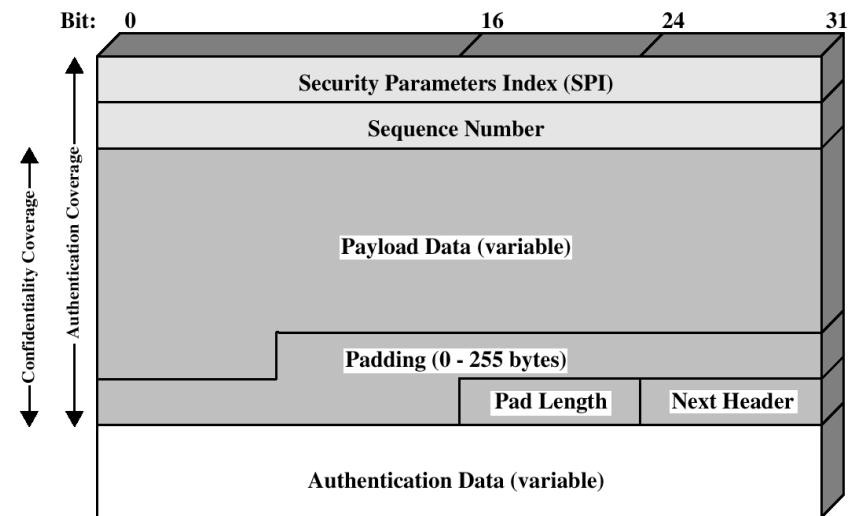 Bit: 0 16 24 31
Security Parameters Index (SPI)
Sequence Number
Confidentiality Coverage
Authentication Coverage
Payload Data (variable)
Padding (0 - 255 bytes)
Pad Length Next Header
Authentication Data (variable)